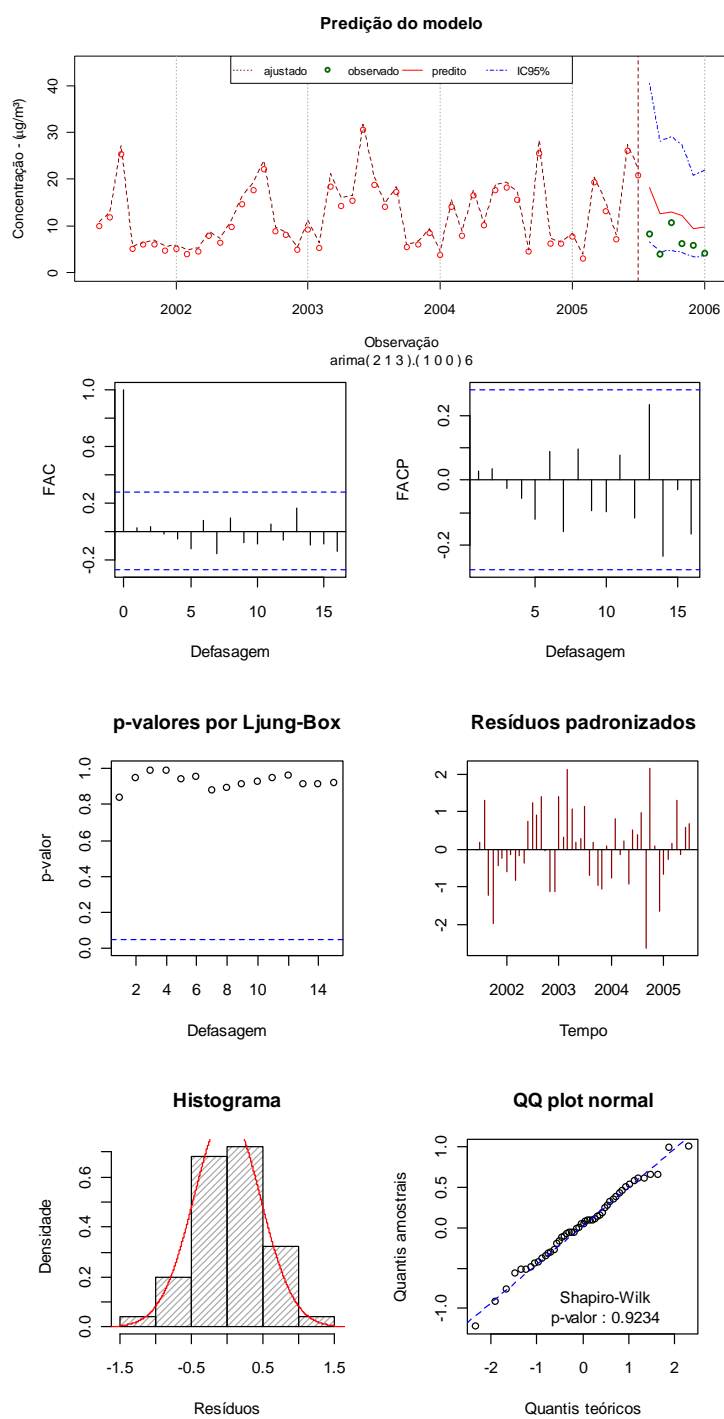 Predição do modelo
ajustado observado predito IC95%
Concentração - (µg/m³)
0 10 20 30 40
2002 2003 2004 2005 2006
Observação
arima( 2 1 3 ).( 1 0 0 ) 6
FAC
-0.2 0.2 0.6 1.0
0 5 10 15
Defasagem
FACP
-0.2 0.0 0.2
5 10 15
Defasagem
p-valores por Ljung-Box
p-valor
0.0 0.2 0.4 0.6 0.8 1.0
2 4 6 8 10 14
Defasagem
Resíduos padronizados
-2 -1 0 1 2
2002 2003 2004 2005
Tempo
Histograma
Densidade
0.0 0.2 0.4 0.6
-1.5 -0.5 0.5 1.5
Resíduos
QQ plot normal
Quantis amostrais
-1.0 0.0 1.0
Shapiro-Wilk
p-valor : 0.9234
-2 -1 0 1 2
Quantis teóricos